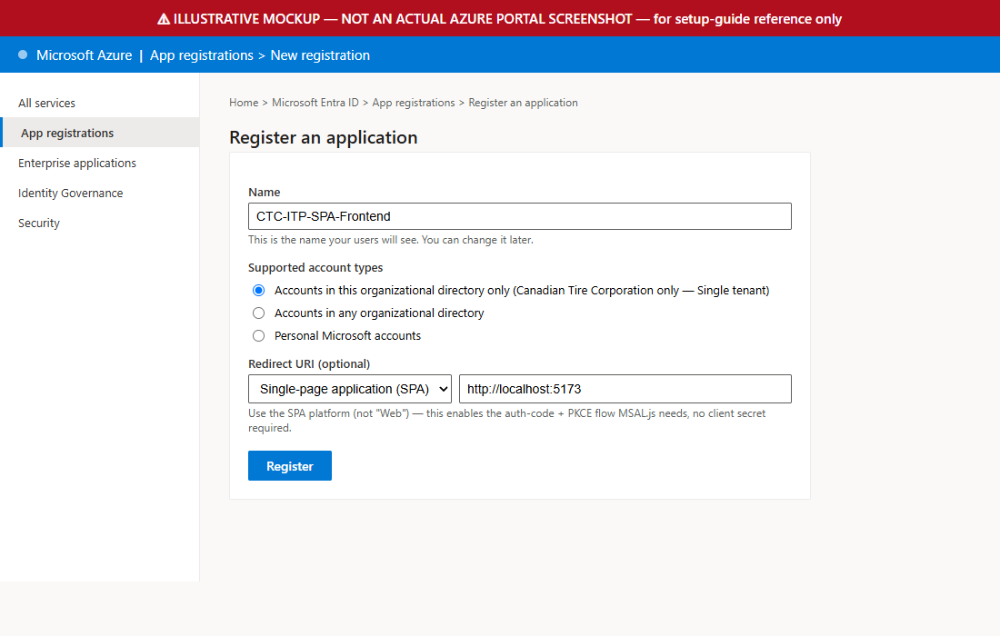 ⚠ ILLUSTRATIVE MOCKUP — NOT AN ACTUAL AZURE PORTAL SCREENSHOT — for setup-guide reference only
Microsoft Azure | App registrations > New registration
All services
App registrations
Enterprise applications
Identity Governance
Security
Home > Microsoft Entra ID > App registrations > Register an application
Register an application
Name
CTC-ITP-SPA-Frontend
This is the name your users will see. You can change it later.
Supported account types
Accounts in this organizational directory only (Canadian Tire Corporation only — Single tenant)
Accounts in any organizational directory
Personal Microsoft accounts
Redirect URI (optional)
Single-page application (SPA) http://localhost:5173
Use the SPA platform (not "Web") — this enables the auth-code + PKCE flow MSAL.js needs, no client secret
required.
Register